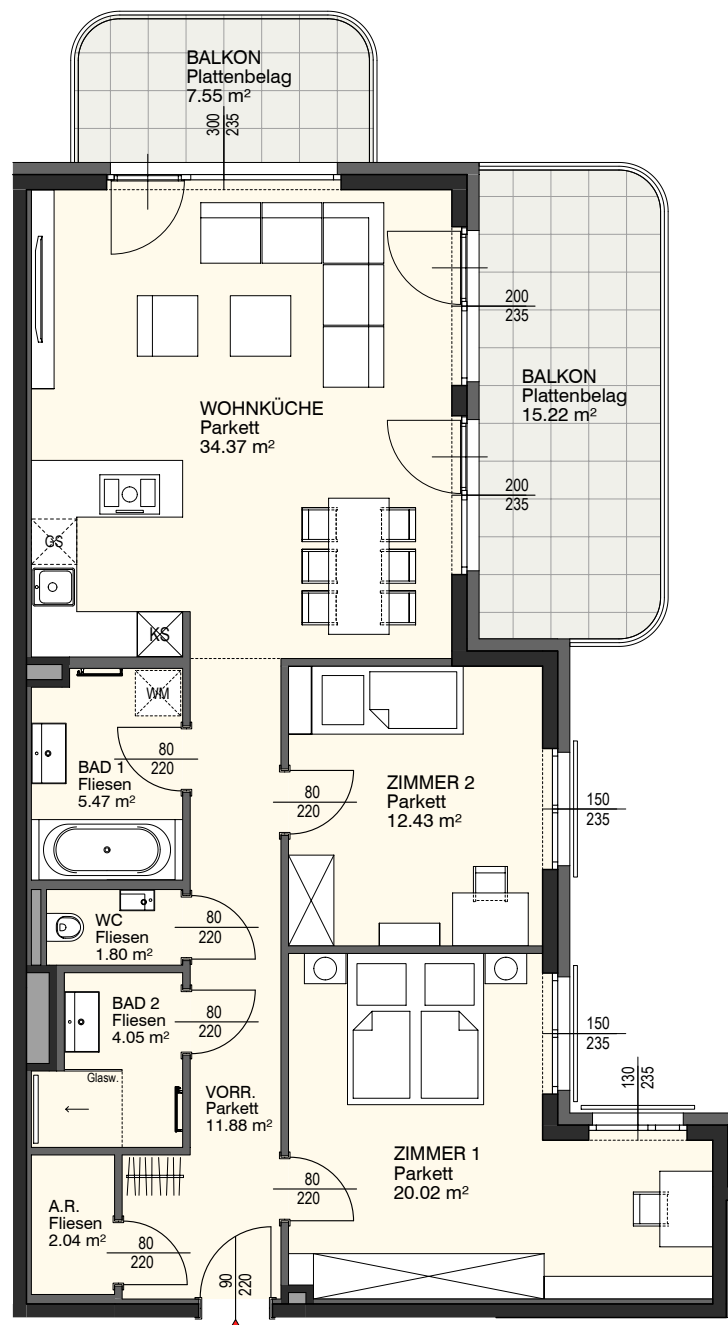 BALKON
Plattenbelag
7.55 m²
300
235
200
235
BALKON
Plattenbelag
15.22 m²
WOHNKÜCHE
Parkett
34.37 m²
200
235
GS
KS
WM
BAD 1
Fliesen
5.47 m²
80
220
80
220
ZIMMER 2
Parkett
12.43 m²
150
235
WC
Fliesen
1.80 m²
80
220
BAD 2
Fliesen
4.05 m²
80
220
Glasw.
150
235
130
235
VORR.
Parkett
11.88 m²
ZIMMER 1
Parkett
20.02 m²
80
220
A.R.
Fliesen
2.04 m²
80
220
90
220